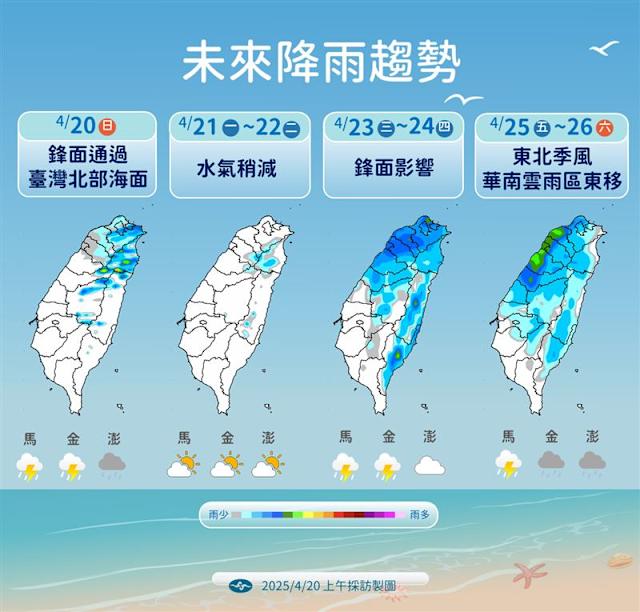 未來降雨趨勢
4/20 日
鋒面通過
臺灣北部海面
4/21 一 ~22 二
水氣稍減
4/23 三 ~24 四
鋒面影響
4/25 五 ~26 六
東北季風
華南雲雨區東移
馬 金 澎
馬 金 澎
馬 金 澎
馬 金 澎
雨少 雨多
2025/4/20 上午採訪製圖